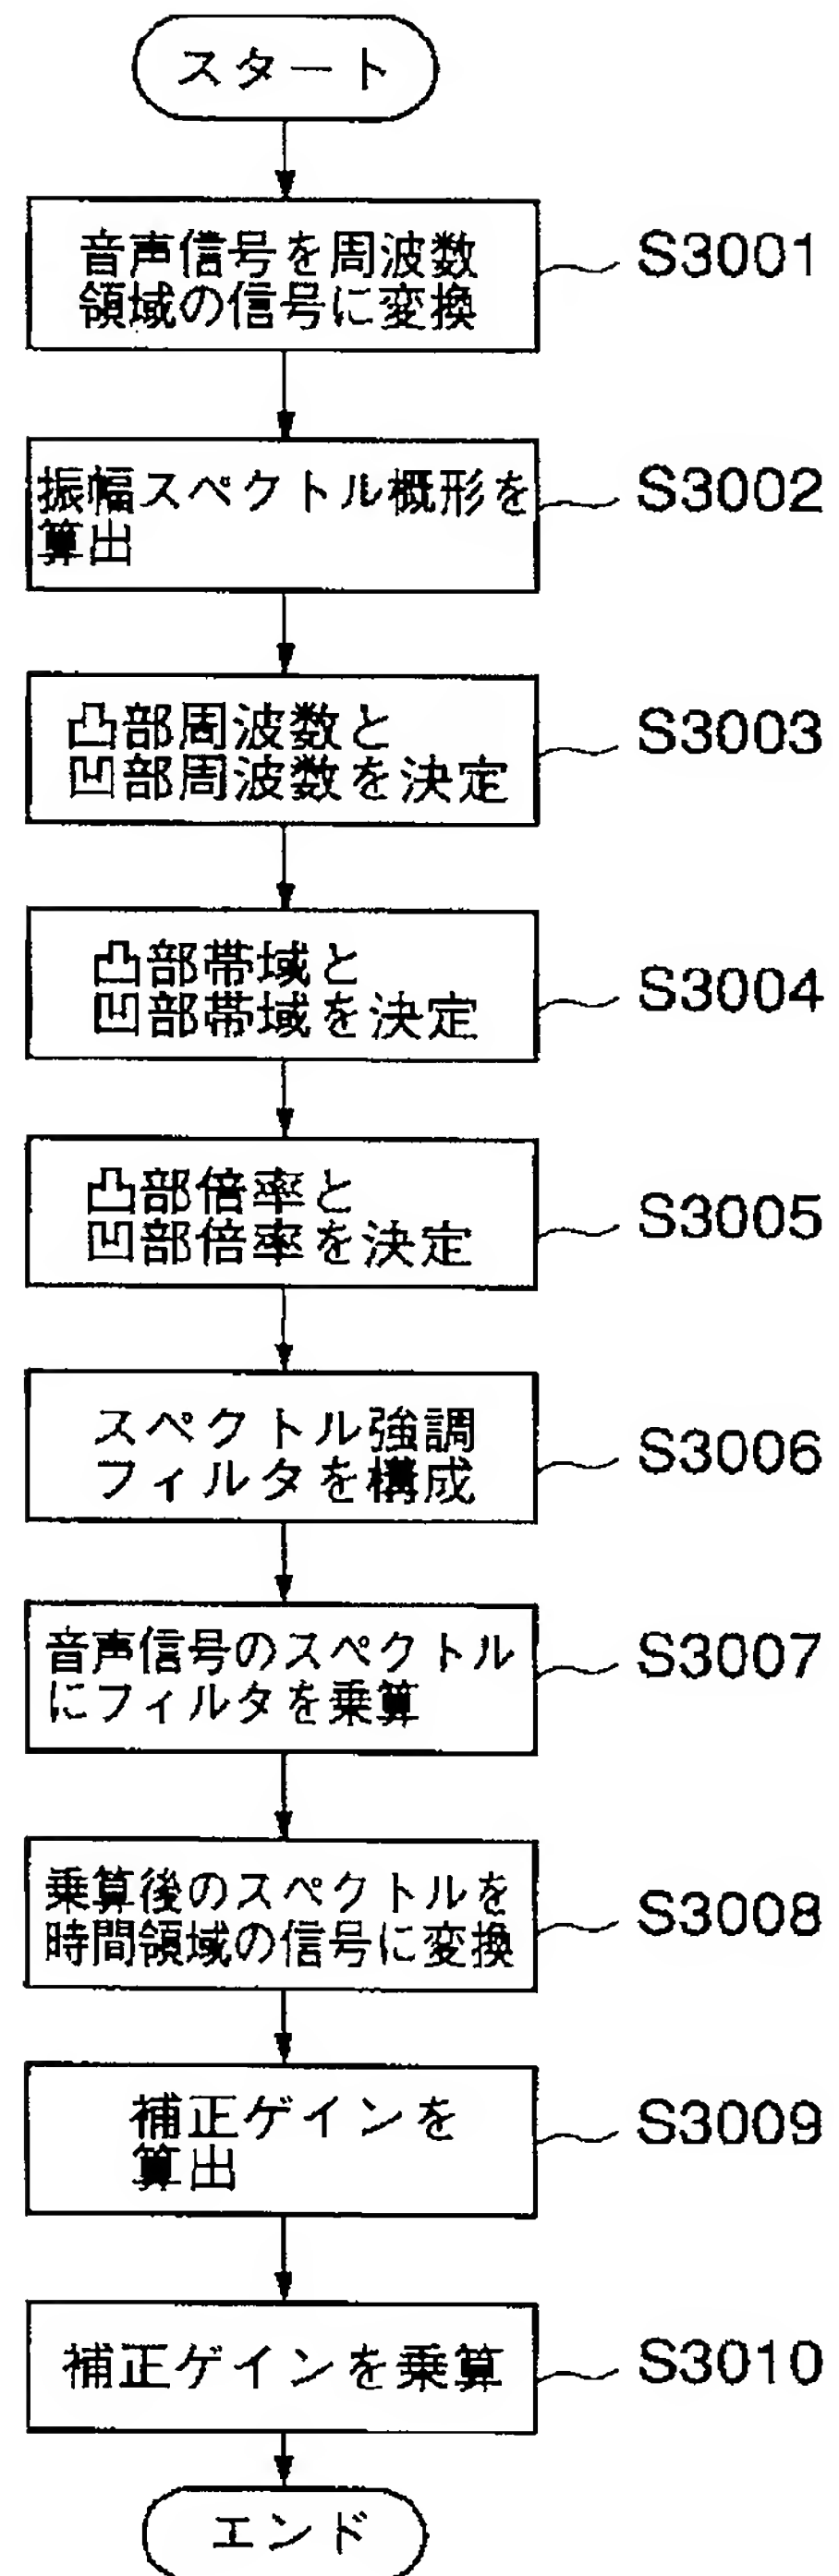 スタート
音声信号を周波数
領域の信号に変換
S3001
振幅スペクトル概形を
算出
S3002
凸部周波数と
凹部周波数を決定
S3003
凸部帯域と
凹部帯域を決定
S3004
凸部倍率と
凹部倍率を決定
S3005
スペクトル強調
フィルタを構成
S3006
音声信号のスペクトル
にフィルタを乗算
S3007
乗算後のスペクトルを
時間領域の信号に変換
S3008
補正ゲインを
算出
S3009
補正ゲインを乗算
S3010
エンド